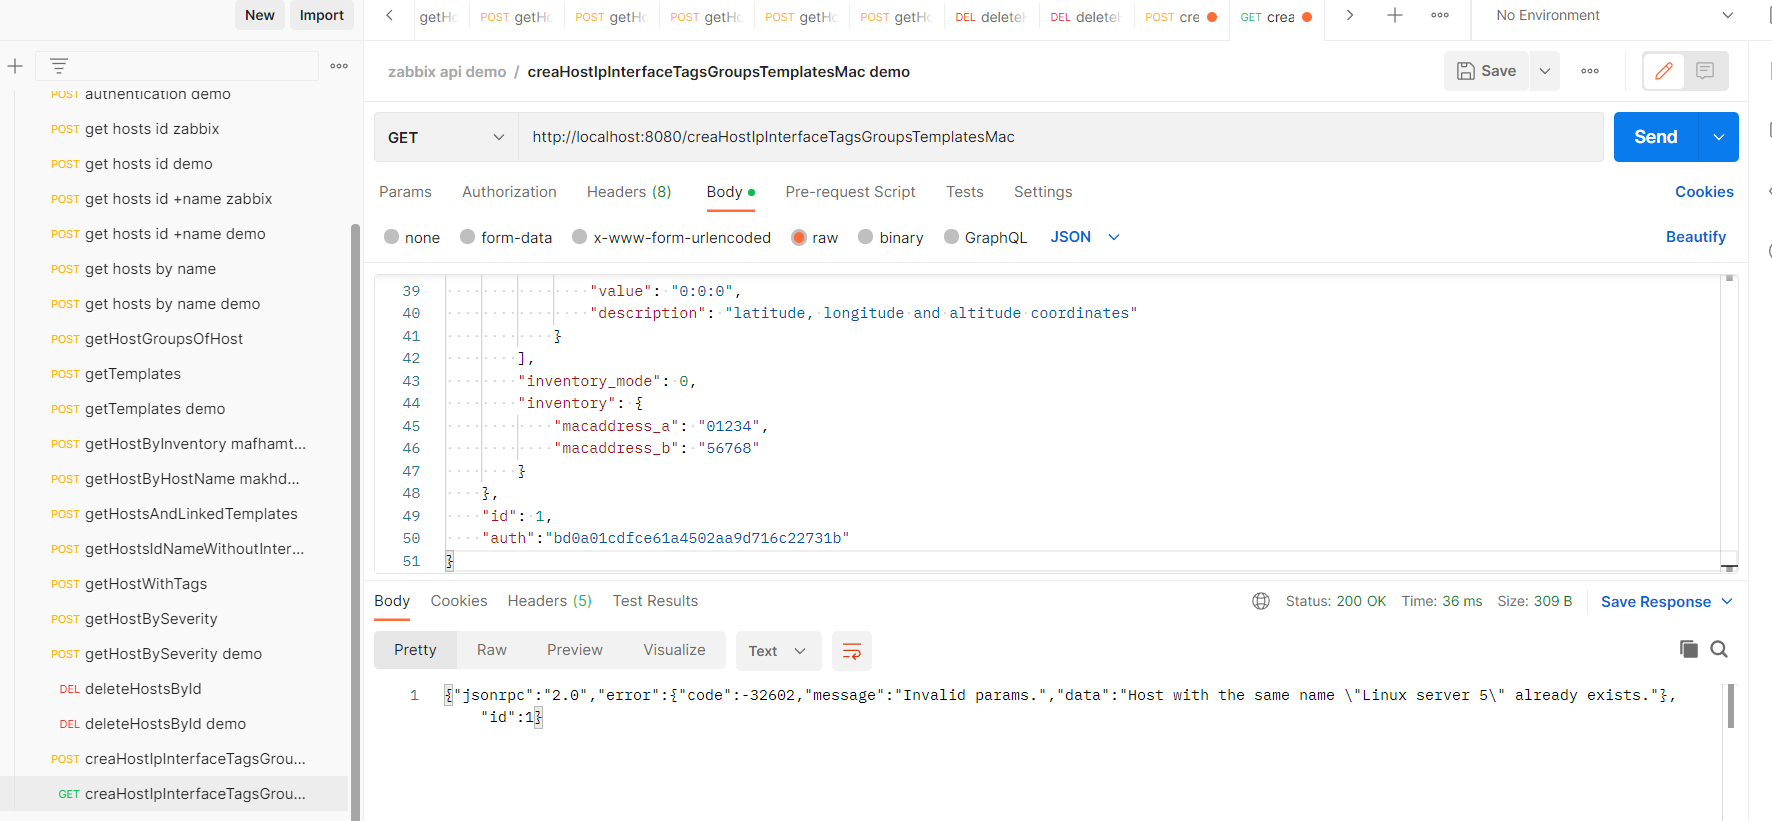 New
Import
getHo
POST getHo
POST getHo
POST getHo
POST getHo
POST getHo
DEL delete
DEL delete
POST cre
GET crea
No Environment
zabbix api demo / creaHostIpInterfaceTagsGroupsTemplatesMac demo
Save
GET
http://localhost:8080/creaHostIpInterfaceTagsGroupsTemplatesMac
Send
Params
Authorization
Headers (8)
Body
Pre-request Script
Tests
Settings
Cookies
none
form-data
x-www-form-urlencoded
raw
binary
GraphQL
JSON
Beautify
39 "value": "0:0:0",
40 "description": "latitude, longitude and altitude coordinates"
41 }
42 ],
43 "inventory_mode": 0,
44 "inventory": {
45 "macaddress_a": "01234",
46 "macaddress_b": "56768"
47 }
48 },
49 "id": 1,
50 "auth":"bd0a01cdfce61a4502aa9d716c22731b"
51 }
Body
Cookies
Headers (5)
Test Results
Status: 200 OK
Time: 36 ms
Size: 309 B
Save Response
Pretty
Raw
Preview
Visualize
Text
1 {"jsonrpc":"2.0","error":{"code":-32602,"message":"Invalid params.","data":"Host with the same name \"Linux server 5\" already exists."},
"id":1}
POST authentication demo
POST get hosts id zabbix
POST get hosts id demo
POST get hosts id +name zabbix
POST get hosts id +name demo
POST get hosts by name
POST get hosts by name demo
POST getHostGroupsOfHost
POST getTemplates
POST getTemplates demo
POST getHostByInventory mafhamt...
POST getHostByHostName makhd...
POST getHostsAndLinkedTemplates
POST getHostsIdNameWithoutInter...
POST getHostWithTags
POST getHostBySeverity
POST getHostBySeverity demo
DEL deleteHostsById
DEL deleteHostsById demo
POST creaHostIpInterfaceTagsGrou...
GET creaHostIpInterfaceTagsGrou...